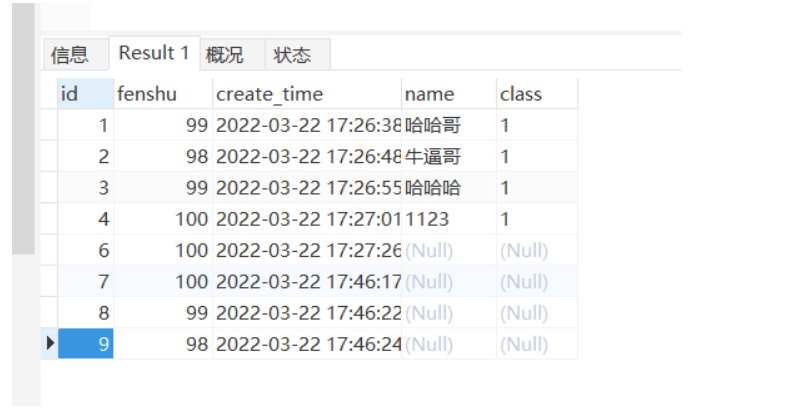 信息 Result 1 概况 状态
id fenshu create_time name class
1 99 2022-03-22 17:26:38 哈哈哥 1
2 98 2022-03-22 17:26:48 牛逼哥 1
3 99 2022-03-22 17:26:55 哈哈哈 1
4 100 2022-03-22 17:27:01 1123 1
6 100 2022-03-22 17:27:26 (Null) (Null)
7 100 2022-03-22 17:46:17 (Null) (Null)
8 99 2022-03-22 17:46:22 (Null) (Null)
9 98 2022-03-22 17:46:24 (Null) (Null)